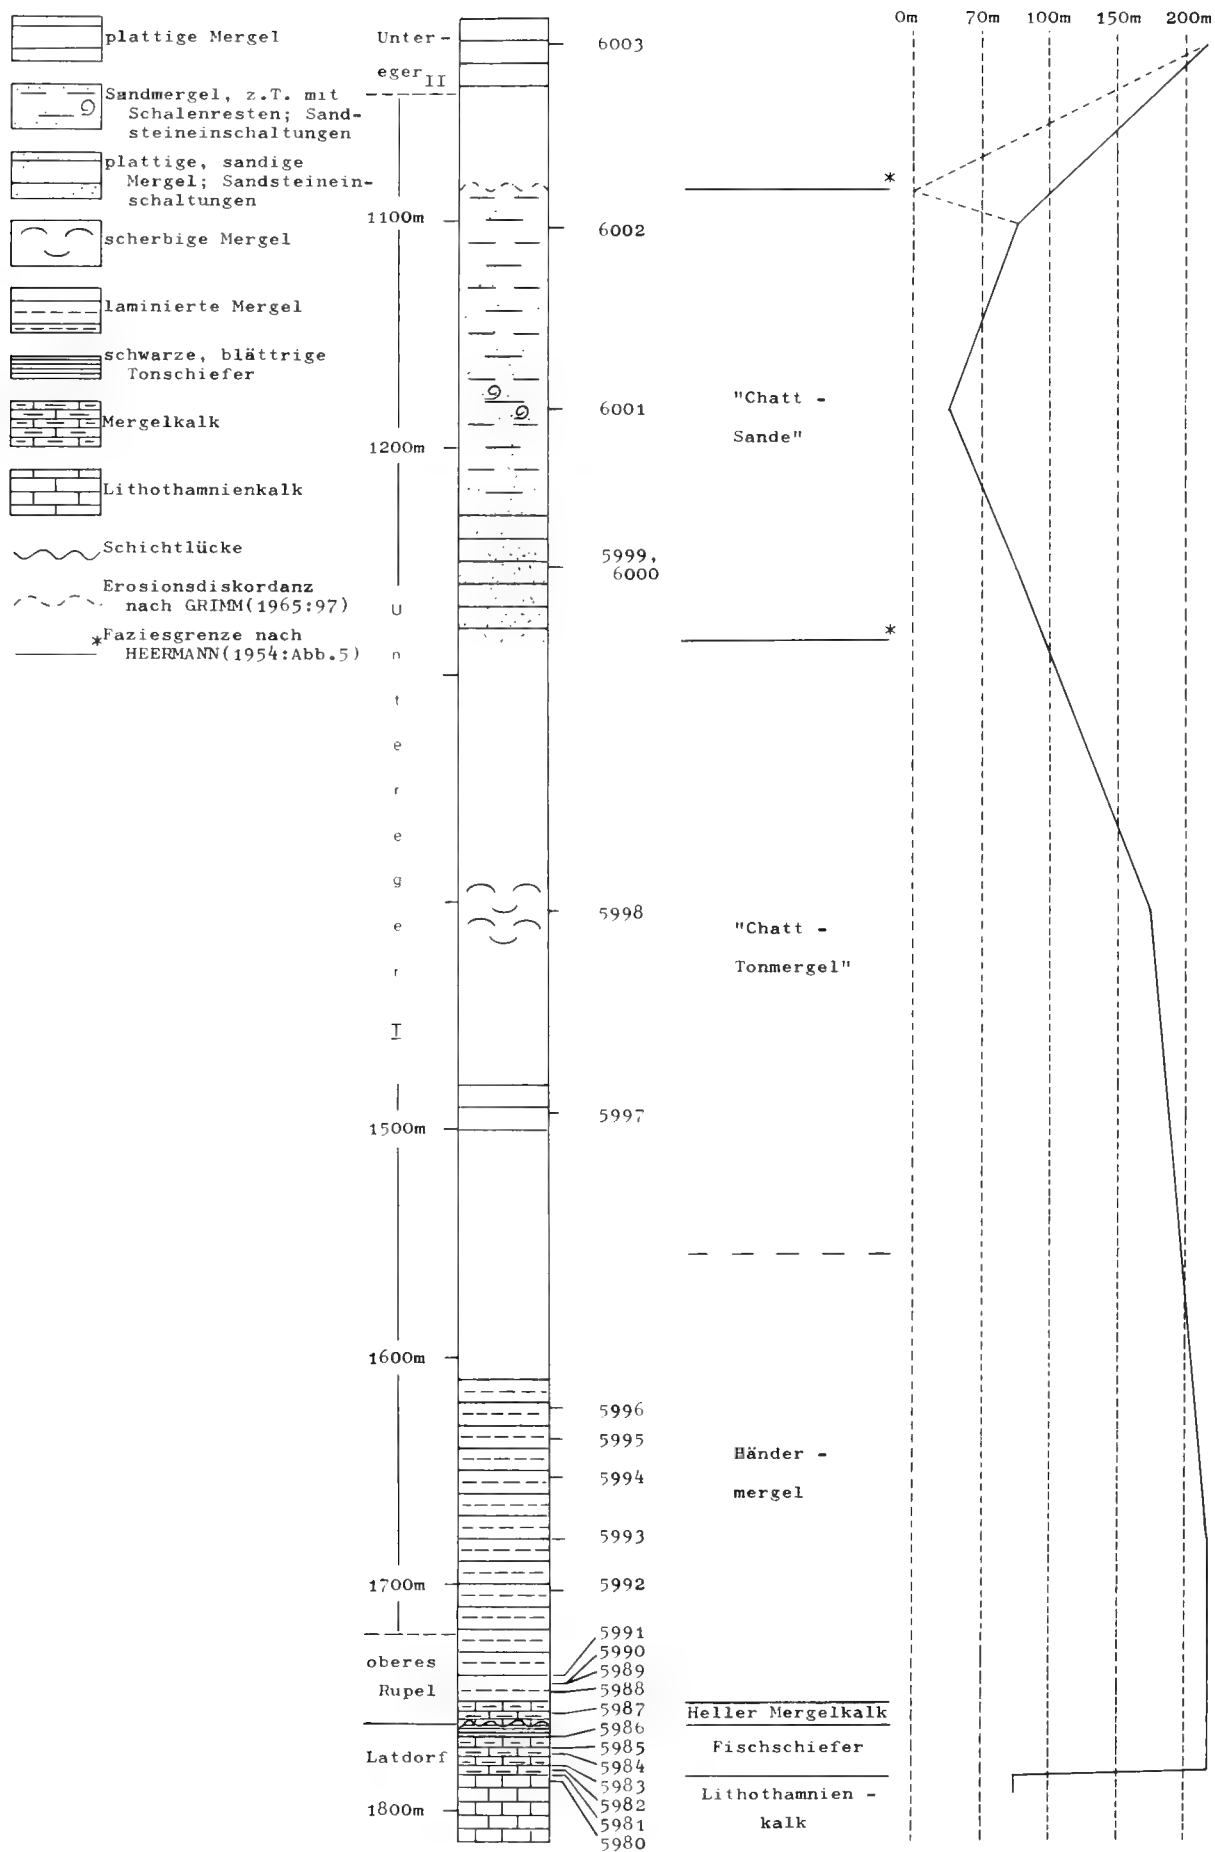 plattige Mergel
Sandmergel, z.T. mit
Schalenresten; Sand-
steineinschaltungen
plattige, sandige
Mergel; Sandsteinein-
schaltungen
scherbige Mergel
laminierte Mergel
schwarze, blättrige
Tonschiefer
Mergelkalk
Lithothamnienkalk
Schichtlücke
Erosionsdiskordanz
nach GRIMM(1965:97)
*Faziesgrenze nach
HEERMANN(1954:Abb.5)
Unter-
eger II
1100m
1200m
U
n
t
e
r
e
g
e
r
I
1500m
1600m
1700m
oberes
Rupel
Latdorf
1800m
6003
6002
6001
5999,
6000
5998
5997
5996
5995
5994
5993
5992
5991
5990
5989
5988
5987
5986
5985
5984
5983
5982
5981
5980
*
"Chatt -
Sande"
*
"Chatt -
Tonmergel"
Bänder -
mergel
Heller Mergelkalk
Fischschiefer
Lithothamnien -
kalk
0m 70m 100m 150m 200m